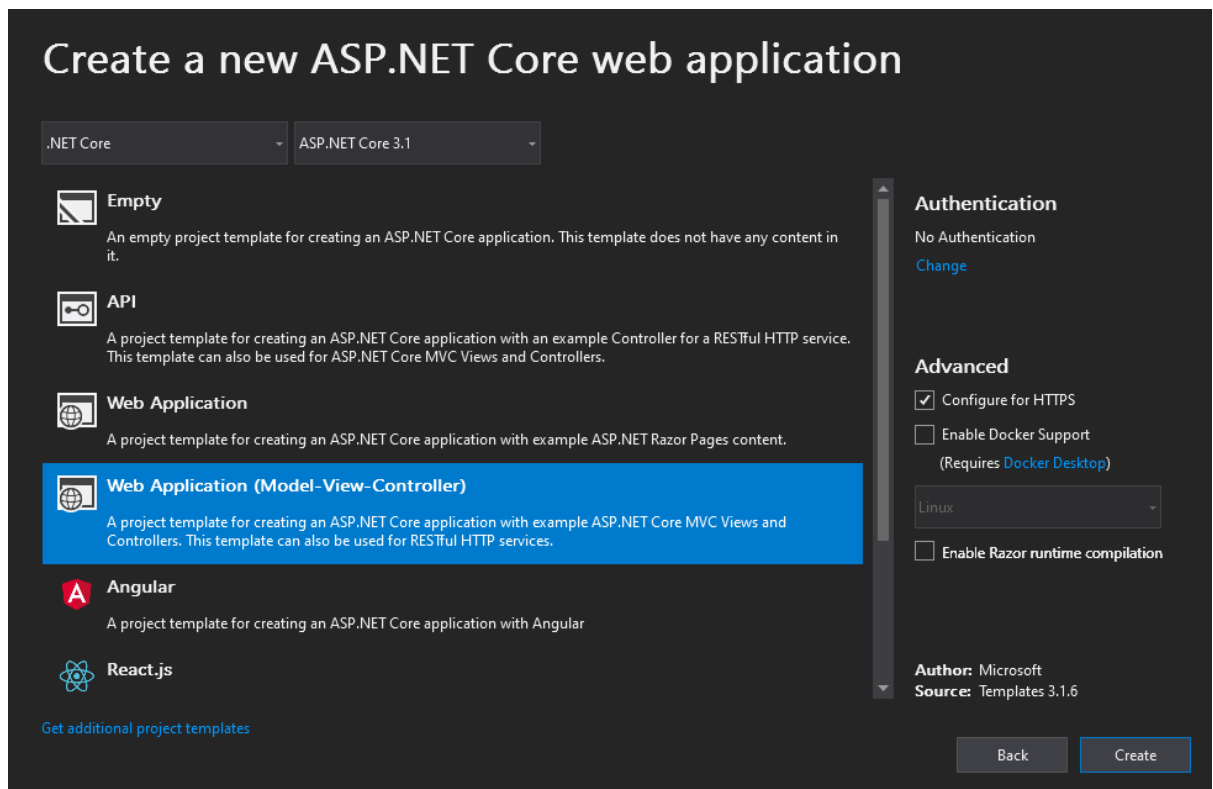 Create a new ASP.NET Core web application
.NET Core
ASP.NET Core 3.1
Empty
An empty project template for creating an ASP.NET Core application. This template does not have any content in
it.
API
A project template for creating an ASP.NET Core application with an example Controller for a RESTful HTTP service.
This template can also be used for ASP.NET Core MVC Views and Controllers.
Web Application
A project template for creating an ASP.NET Core application with example ASP.NET Razor Pages content.
Web Application (Model-View-Controller)
A project template for creating an ASP.NET Core application with example ASP.NET Core MVC Views and
Controllers. This template can also be used for RESTful HTTP services.
Angular
A project template for creating an ASP.NET Core application with Angular
React.js
Get additional project templates
Authentication
No Authentication
Change
Advanced
Configure for HTTPS
Enable Docker Support
(Requires Docker Desktop)
Linux
Enable Razor runtime compilation
Author: Microsoft
Source: Templates 3.1.6
Back
Create